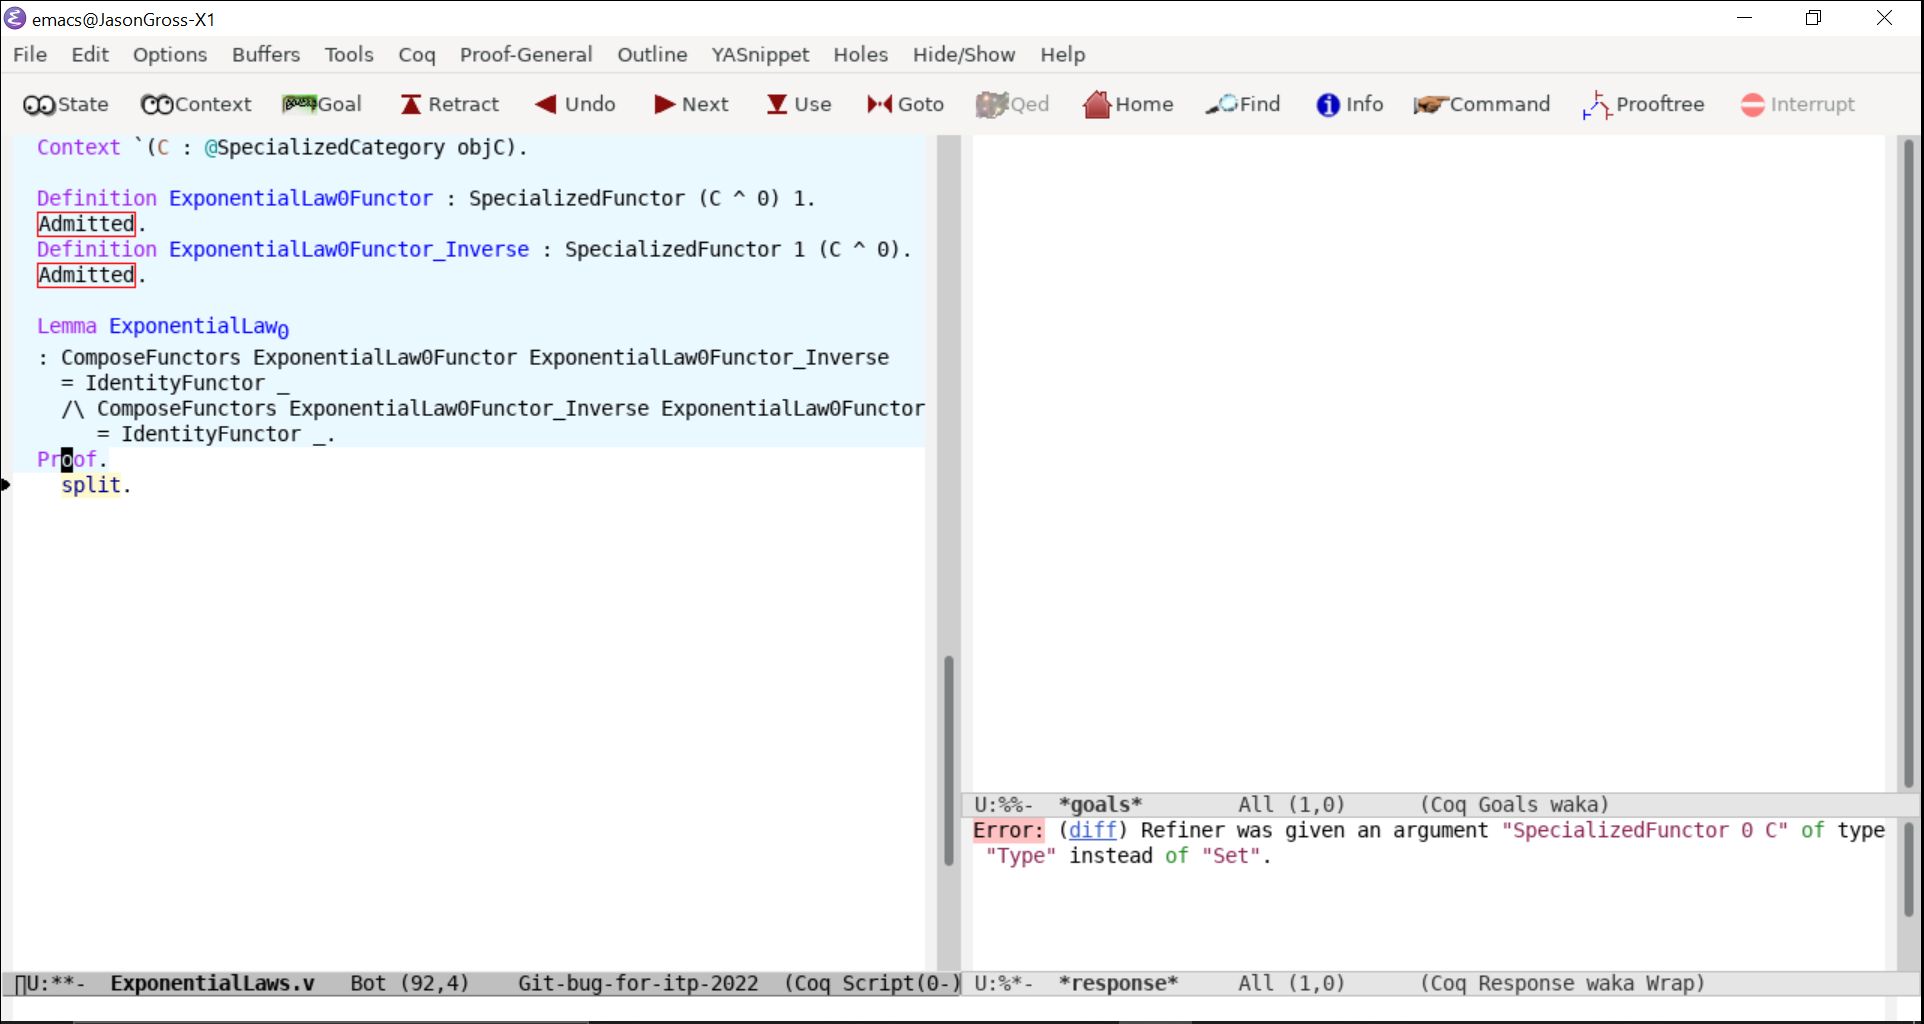 emacs@JasonGross-X1
File Edit Options Buffers Tools Coq Proof-General Outline YASnippet Holes Hide/Show Help
State Context Goal Retract Undo Next Use Goto Qed Home Find Info Command Prooftree Interrupt
Context `(C : @SpecializedCategory objC).
Definition ExponentialLaw0Functor : SpecializedFunctor (C ^ 0) 1.
Admitted.
Definition ExponentialLaw0Functor_Inverse : SpecializedFunctor 1 (C ^ 0).
Admitted.
Lemma ExponentialLaw0
: ComposeFunctors ExponentialLaw0Functor ExponentialLaw0Functor_Inverse
= IdentityFunctor _
/\ ComposeFunctors ExponentialLaw0Functor_Inverse ExponentialLaw0Functor
= IdentityFunctor _.
Proof.
split.
U:**- ExponentialLaws.v Bot (92,4) Git-bug-for-itp-2022 (Coq Script(0-)
U:%%- *goals* All (1,0) (Coq Goals waka)
Error: (diff) Refiner was given an argument "SpecializedFunctor 0 C" of type
"Type" instead of "Set".
U:%*- *response* All (1,0) (Coq Response waka Wrap)